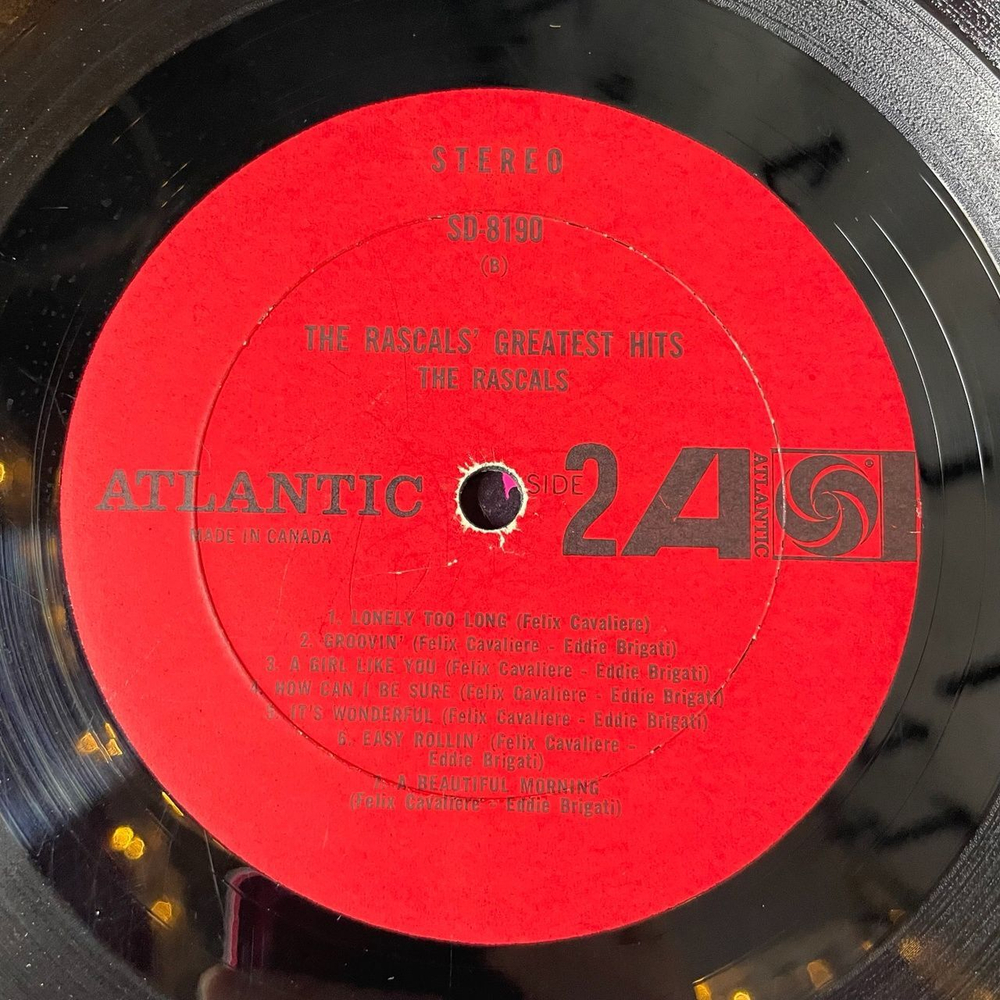 STEREO
SD-8190
(B)
THE RASCALS' GREATEST HITS
THE RASCALS
ATLANTIC
SIDE 2
A
ATLANTIC
®
MADE IN CANADA
1. LONELY TOO LONG (Felix Cavaliere)
2. GROOVIN' (Felix Cavaliere - Eddie Brigati)
3. A GIRL LIKE YOU (Felix Cavaliere - Eddie Brigati)
4. HOW CAN I BE SURE (Felix Cavaliere - Eddie Brigati)
5. IT'S WONDERFUL (Felix Cavaliere - Eddie Brigati)
6. EASY ROLLIN' (Felix Cavaliere -
Eddie Brigati)
7. A BEAUTIFUL MORNING
(Felix Cavaliere - Eddie Brigati)